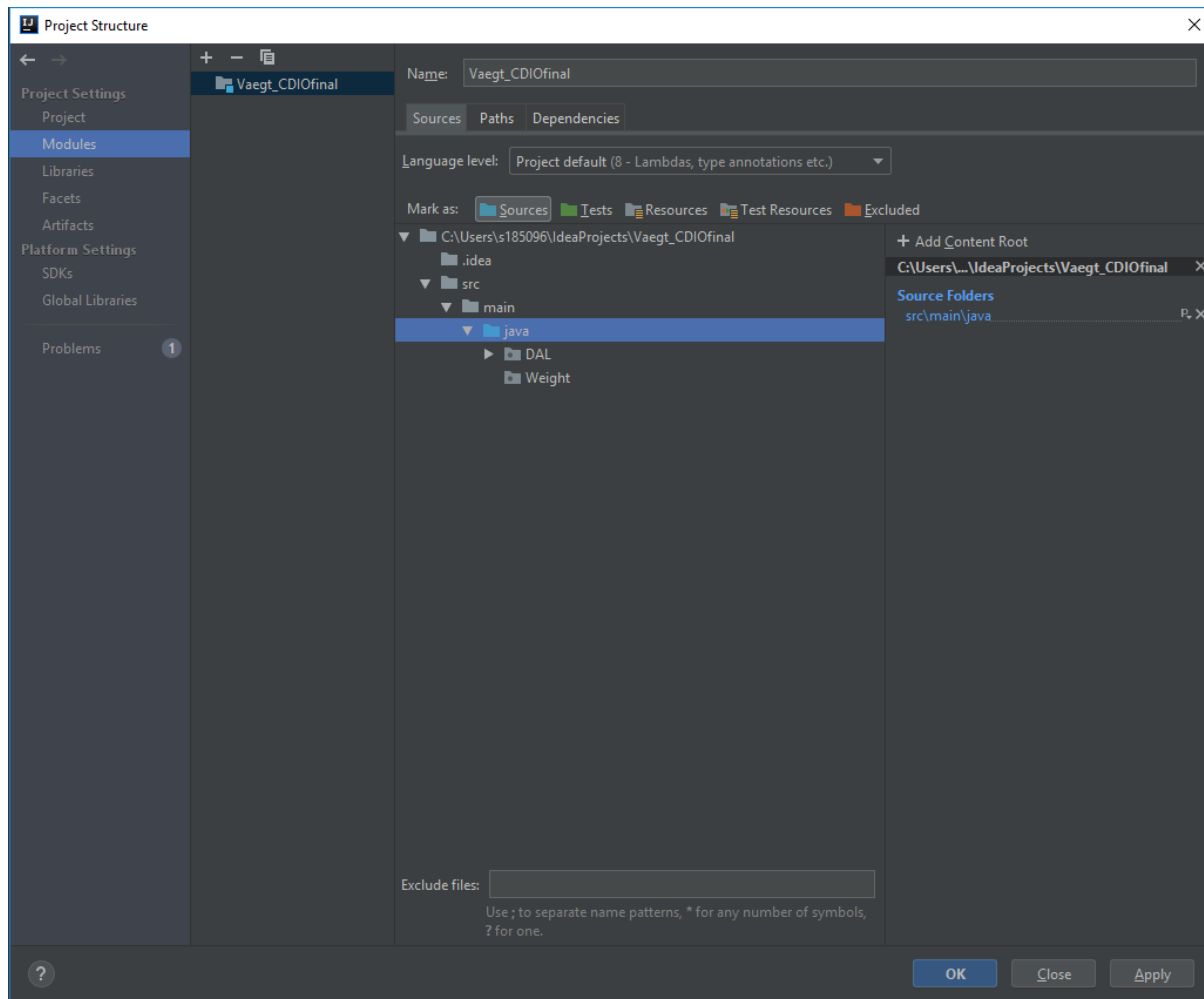 IJ Project Structure
Project Settings
Project
Modules
Libraries
Facets
Artifacts
Platform Settings
SDKs
Global Libraries
Problems 1
Vaegt_CDIOfinal
Name: Vaegt_CDIOfinal
Sources Paths Dependencies
Language level: Project default (8 - Lambdas, type annotations etc.)
Mark as: Sources Tests Resources Test Resources Excluded
C:\Users\s185096\IdeaProjects\Vaegt_CDIOfinal
.idea
src
main
java
DAL
Weight
+ Add Content Root
C:\Users\...\IdeaProjects\Vaegt_CDIOfinal
Source Folders
src\main\java
Exclude files:
Use ; to separate name patterns, * for any number of symbols,
? for one.
?
OK Close Apply